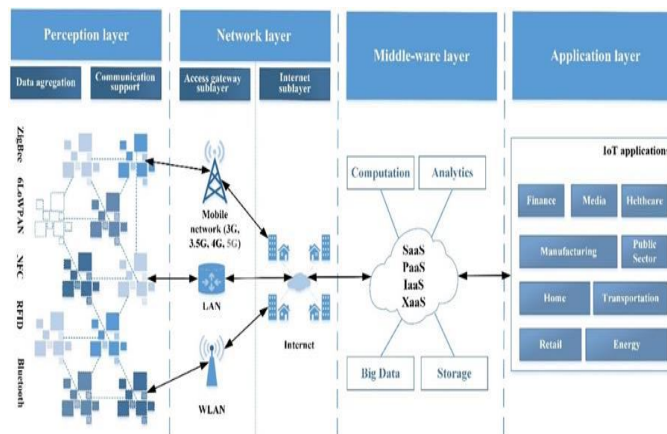 Perception layer
Network layer
Middle-ware layer
Application layer
Data agregation
Communication
support
Access gateway
sublayer
Internet
sublayer
ZigBee
6LoWPAN
NFC
RFID
Bluetooth
Mobile
network (3G,
3.5G, 4G, 5G)
LAN
WLAN
Internet
Computation
Analytics
SaaS
PaaS
IaaS
XaaS
Big Data
Storage
IoT applications
Finance
Media
Helthcare
Manufacturing
Public
Sector
Home
Transportation
Retail
Energy